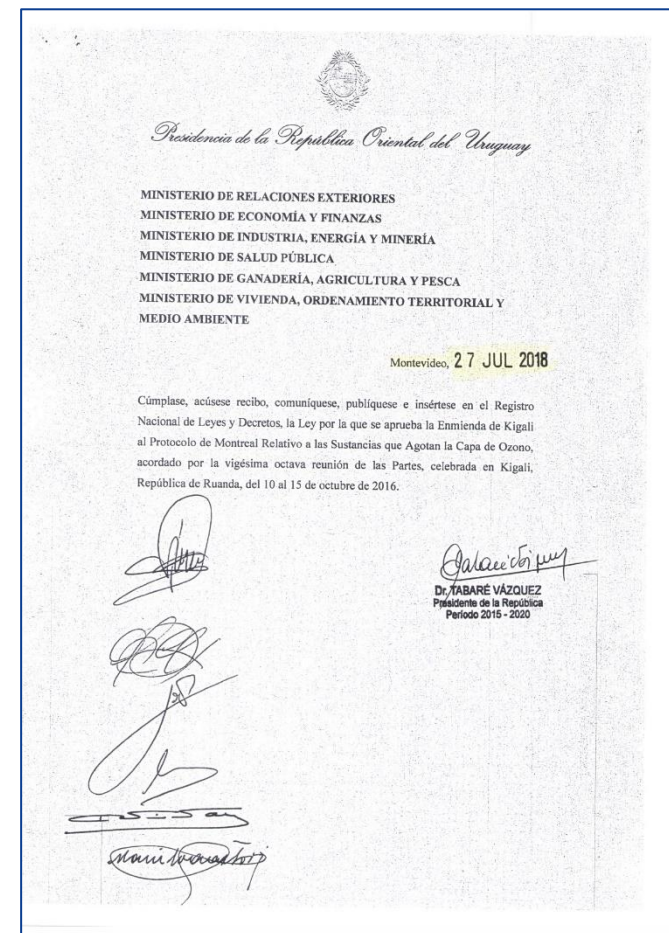 Presidencia de la República Oriental del Uruguay
MINISTERIO DE RELACIONES EXTERIORES
MINISTERIO DE ECONOMÍA Y FINANZAS
MINISTERIO DE INDUSTRIA, ENERGÍA Y MINERÍA
MINISTERIO DE SALUD PÚBLICA
MINISTERIO DE GANADERÍA, AGRICULTURA Y PESCA
MINISTERIO DE VIVIENDA, ORDENAMIENTO TERRITORIAL Y
MEDIO AMBIENTE
Montevideo, 27 JUL 2018
Cúmplase, acúsese recibo, comuníquese, publíquese e insértese en el Registro
Nacional de Leyes y Decretos, la Ley por la que se aprueba la Enmienda de Kigali
al Protocolo de Montreal Relativo a las Sustancias que Agotan la Capa de Ozono,
acordado por la vigésima octava reunión de las Partes, celebrada en Kigali,
República de Ruanda, del 10 al 15 de octubre de 2016.
Dr. TABARÉ VÁZQUEZ
Presidente de la República
Período 2015 - 2020